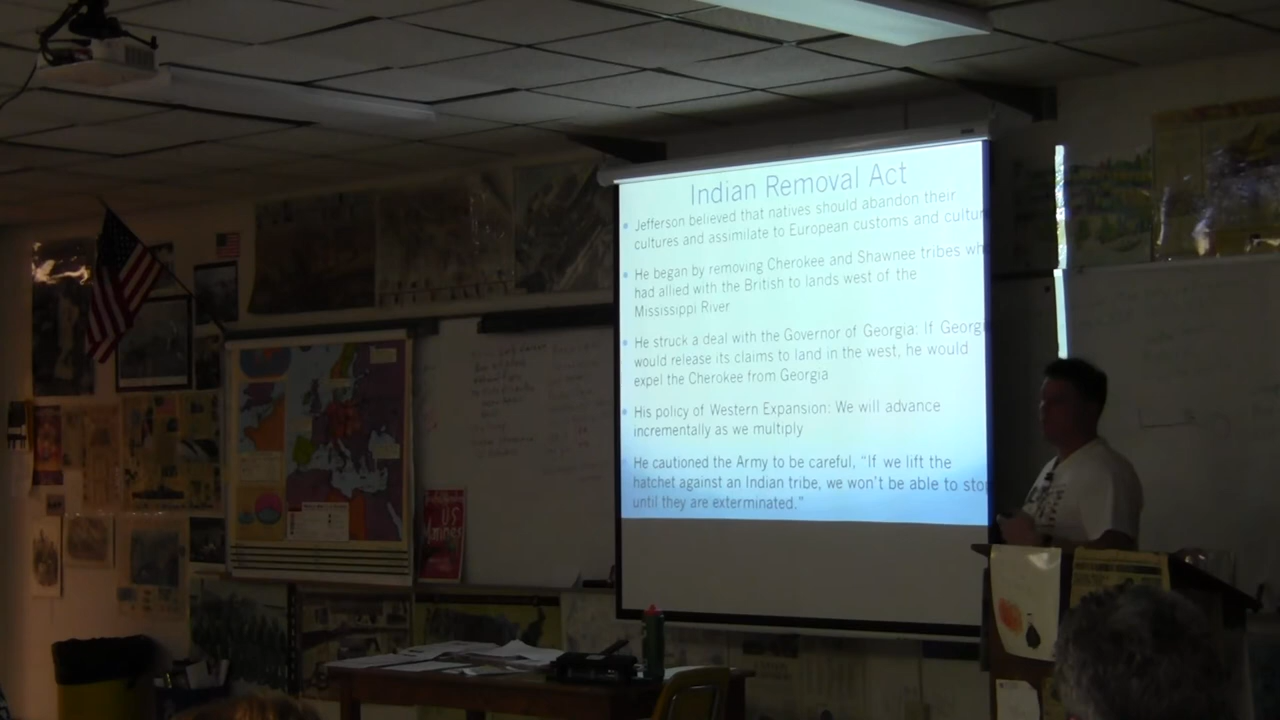 Indian Removal Act
Jefferson believed that natives should abandon their
cultures and assimilate to European customs and cultur
He began by removing Cherokee and Shawnee tribes wh
had allied with the British to lands west of the
Mississippi River
He struck a deal with the Governor of Georgia: If Georgi
would release its claims to land in the west, he would
expel the Cherokee from Georgia
His policy of Western Expansion: We will advance
incrementally as we multiply
He cautioned the Army to be careful, "If we lift the
hatchet against an Indian tribe, we won't be able to stop
until they are exterminated."
US